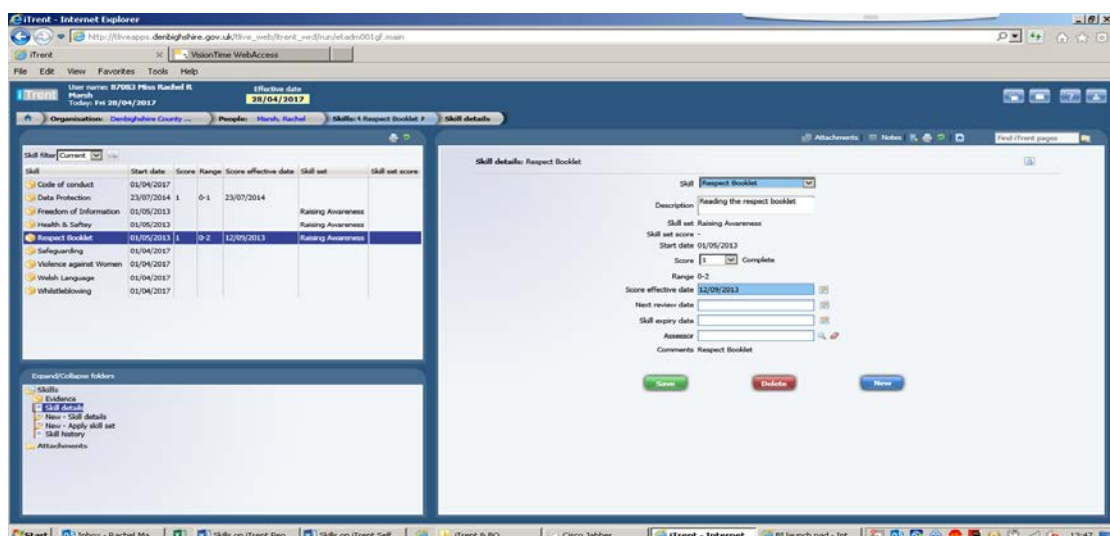 iTrent - Internet Explorer
http://tliveapps.denbighshire.gov.uk/tlive_web/itrent_wrd/run/etadm001gf.main
iTrent
VisionTime WebAccess
File Edit View Favorites Tools Help
iTrent
User name: 87083 Miss Rachel R Marsh
Today: Fri 28/04/2017
Effective date
28/04/2017
Organisation: Denbighshire County ... People: Marsh, Rachel Skills: Respect Booklet Skill details
Attachments Notes Find iTrent pages
Skill filter Current
Skill Start date Score Range Score effective date Skill set Skill set score
Code of conduct 01/04/2017
Data Protection 23/07/2014 1 0-1 23/07/2014
Freedom of Information 01/05/2013 Raising Awareness
Health & Saftey 01/05/2013 Raising Awareness
Respect Booklet 01/05/2013 1 0-2 12/09/2013 Raising Awareness
Safeguarding 01/04/2017
Violence against Women 01/04/2017
Welsh Language 01/04/2017
Whistleblowing 01/04/2017
Skill details: Respect Booklet
Skill Respect Booklet
Description Reading the respect booklet
Skill set Raising Awareness
Skill set score -
Start date 01/05/2013
Score 1 Complete
Range 0-2
Score effective date 12/09/2013
Next review date
Skill expiry date
Assessor
Comments Respect Booklet
Save Delete New
Expand/Collapse folders
Skills
Evidence
Skill details
New - Skill details
New - Apply skill set
Skill history
Attachments
Start Inbox - Rachel Ma... Skills on iTrent Peo... Skills on iTrent Self... iTrent & BO Cisco Jabber iTrent - Internet ... BI launch pad - Int... 13:47